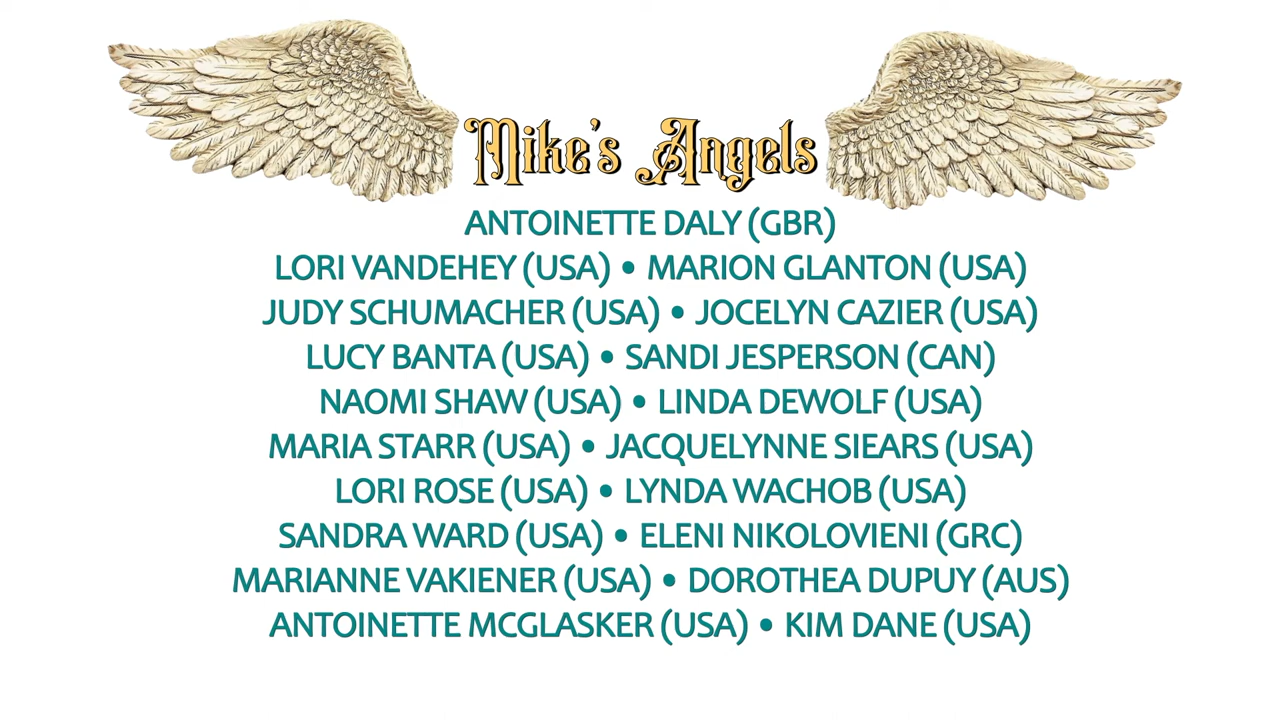 Mike's Angels
ANTOINETTE DALY (GBR)
LORI VANDEHEY (USA) • MARION GLANTON (USA)
JUDY SCHUMACHER (USA) • JOCELYN CAZIER (USA)
LUCY BANTA (USA) • SANDI JESPERSON (CAN)
NAOMI SHAW (USA) • LINDA DEWOLF (USA)
MARIA STARR (USA) • JACQUELYNNE SIEARS (USA)
LORI ROSE (USA) • LYNDA WACHOB (USA)
SANDRA WARD (USA) • ELENI NIKOLOVIENI (GRC)
MARIANNE VAKIENER (USA) • DOROTHEA DUPUY (AUS)
ANTOINETTE MCGLASKER (USA) • KIM DANE (USA)